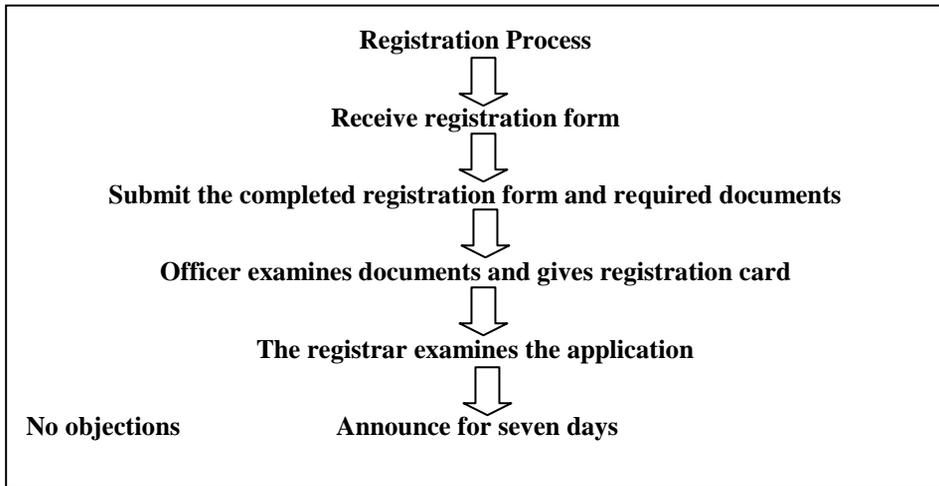 Registration Process
Receive registration form
Submit the completed registration form and required documents
Officer examines documents and gives registration card
The registrar examines the application
No objections Announce for seven days